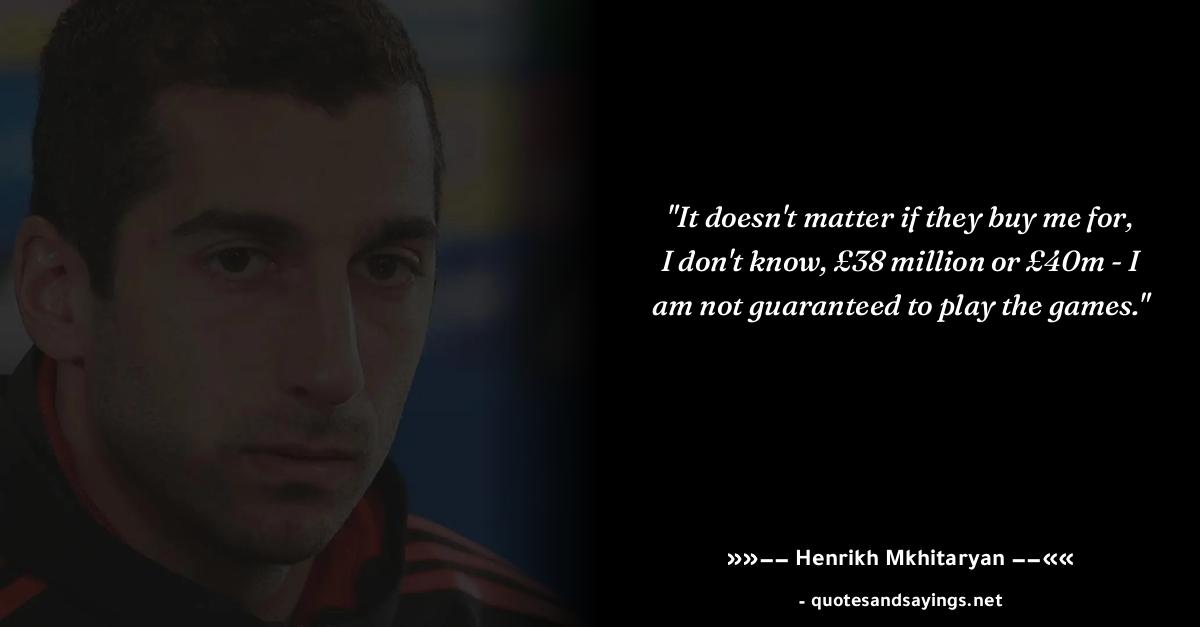 "It doesn't matter if they buy me for,
I don't know, £38 million or £40m - I
am not guaranteed to play the games."
»»–– Henrikh Mkhitaryan ––««
- quotesandsayings.net